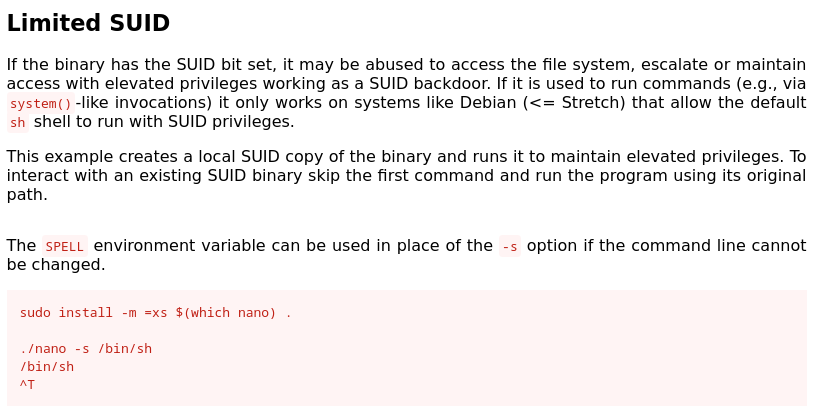 Limited SUID
If the binary has the SUID bit set, it may be abused to access the file system, escalate or maintain
access with elevated privileges working as a SUID backdoor. If it is used to run commands (e.g., via
system()-like invocations) it only works on systems like Debian (<= Stretch) that allow the default
sh shell to run with SUID privileges.
This example creates a local SUID copy of the binary and runs it to maintain elevated privileges. To
interact with an existing SUID binary skip the first command and run the program using its original
path.
The SPELL environment variable can be used in place of the -s option if the command line cannot
be changed.
sudo install -m =xs $(which nano) .
./nano -s /bin/sh
/bin/sh
^T